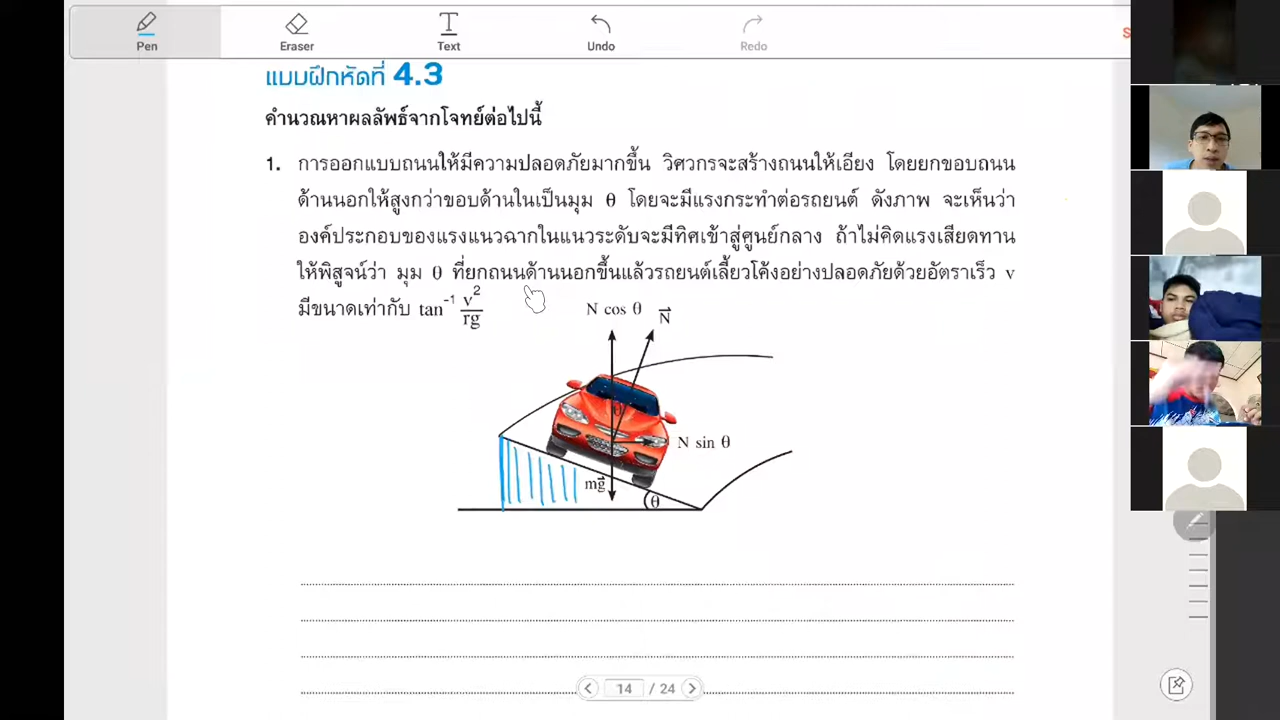 Pen
Eraser
Text
Undo
Redo
S
แบบฝึกหัดที่ 4.3
คำนวณหาผลลัพธ์จากโจทย์ต่อไปนี้
1. การออกแบบถนนให้มีความปลอดภัยมากขึ้น วิศวกรจะสร้างถนนให้เอียง โดยยกขอบถนน
ด้านนอกให้สูงกว่าขอบด้านในเป็นมุม θ โดยจะมีแรงกระทำต่อรถยนต์ ดังภาพ จะเห็นว่า
องค์ประกอบของแรงแนวฉากในแนวระดับจะมีทิศเข้าสู่ศูนย์กลาง ถ้าไม่คิดแรงเสียดทาน
ให้พิสูจน์ว่า มุม θ ที่ยกถนนด้านนอกขึ้นแล้วรถยนต์เลี้ยวโค้งอย่างปลอดภัยด้วยอัตราเร็ว v
มีขนาดเท่ากับ tan⁻¹ v²/rg
N cos θ
N⃗
θ
N sin θ
mg⃗
θ
14 / 24